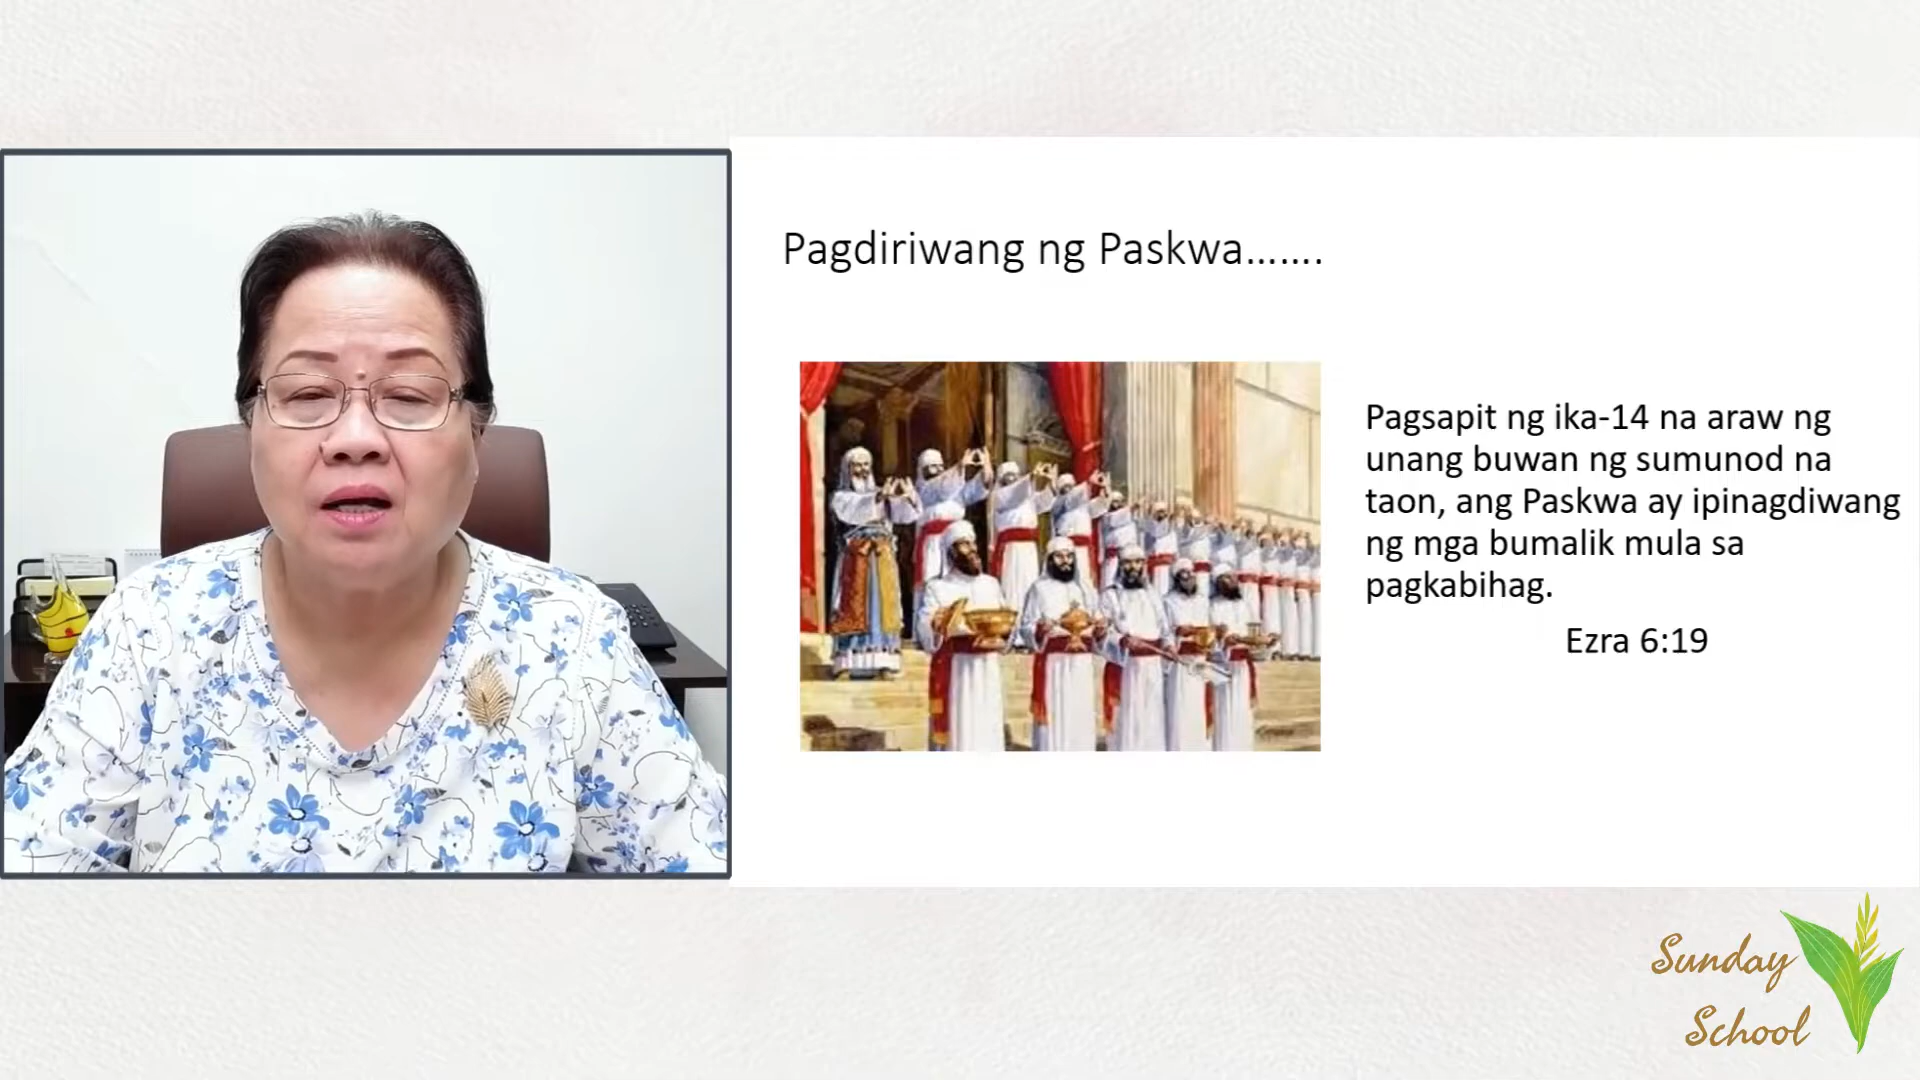 Pagdiriwang ng Paskwa.......
Pagsapit ng ika-14 na araw ng
unang buwan ng sumunod na
taon, ang Paskwa ay ipinagdiwang
ng mga bumalik mula sa
pagkabihag.
Ezra 6:19
Sunday
School